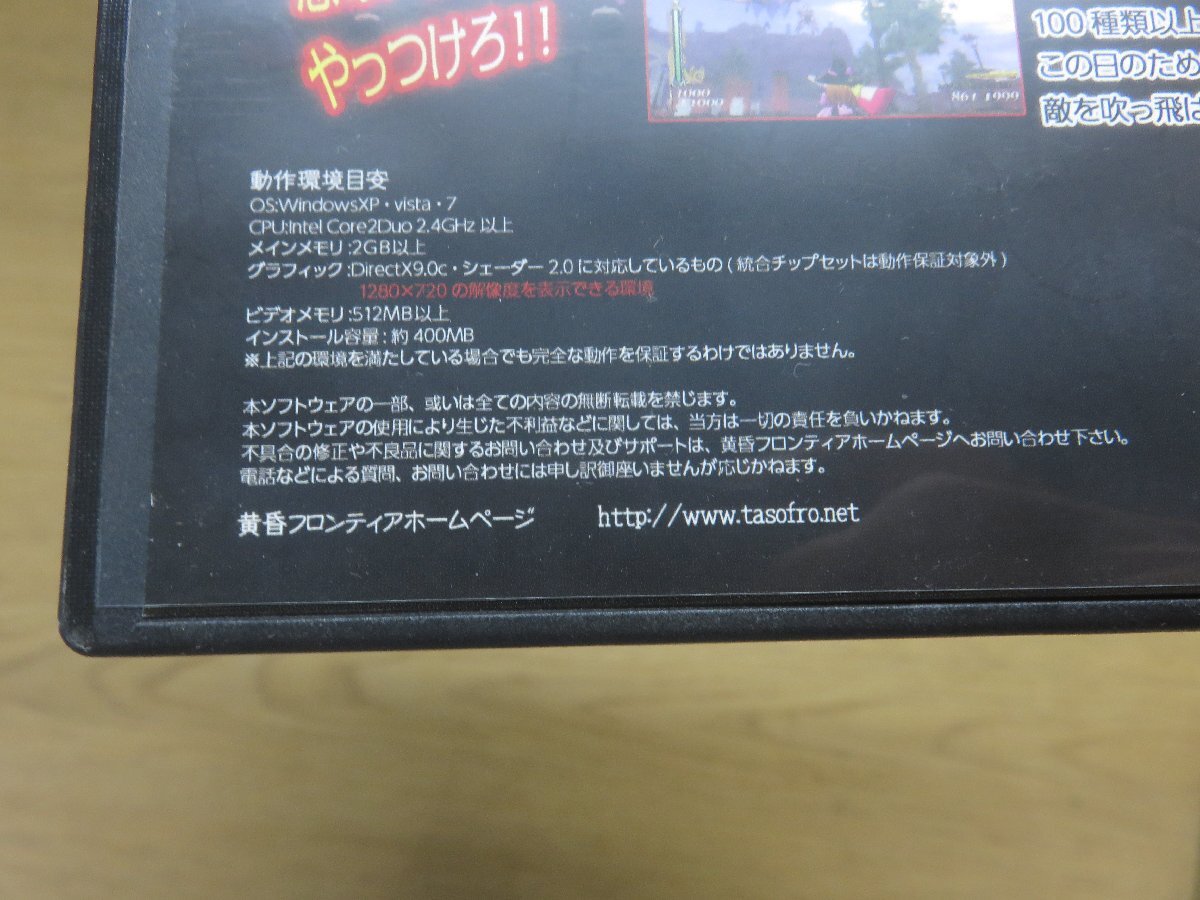 やっつけろ!!
100種類以上
この日のため
敵を吹っ飛ば
1000
1000
861 1999
動作環境目安
OS:WindowsXP・vista・7
CPU:Intel Core2Duo 2.4GHz 以上
メインメモリ:2GB以上
グラフィック:DirectX9.0c・シェーダー2.0に対応しているもの(統合チップセットは動作保証対象外)
1280×720の解像度を表示できる環境
ビデオメモリ:512MB以上
インストール容量:約400MB
※上記の環境を満たしている場合でも完全な動作を保証するわけではありません。
本ソフトウェアの一部、或いは全ての内容の無断転載を禁じます。
本ソフトウェアの使用により生じた不利益などに関しては、当方は一切の責任を負いかねます。
不具合の修正や不良品に関するお問い合わせ及びサポートは、黄昏フロンティアホームページへお問い合わせ下さい。
電話などによる質問、お問い合わせには申し訳御座いませんが応じかねます。
黄昏フロンティアホームページ http://www.tasofro.net